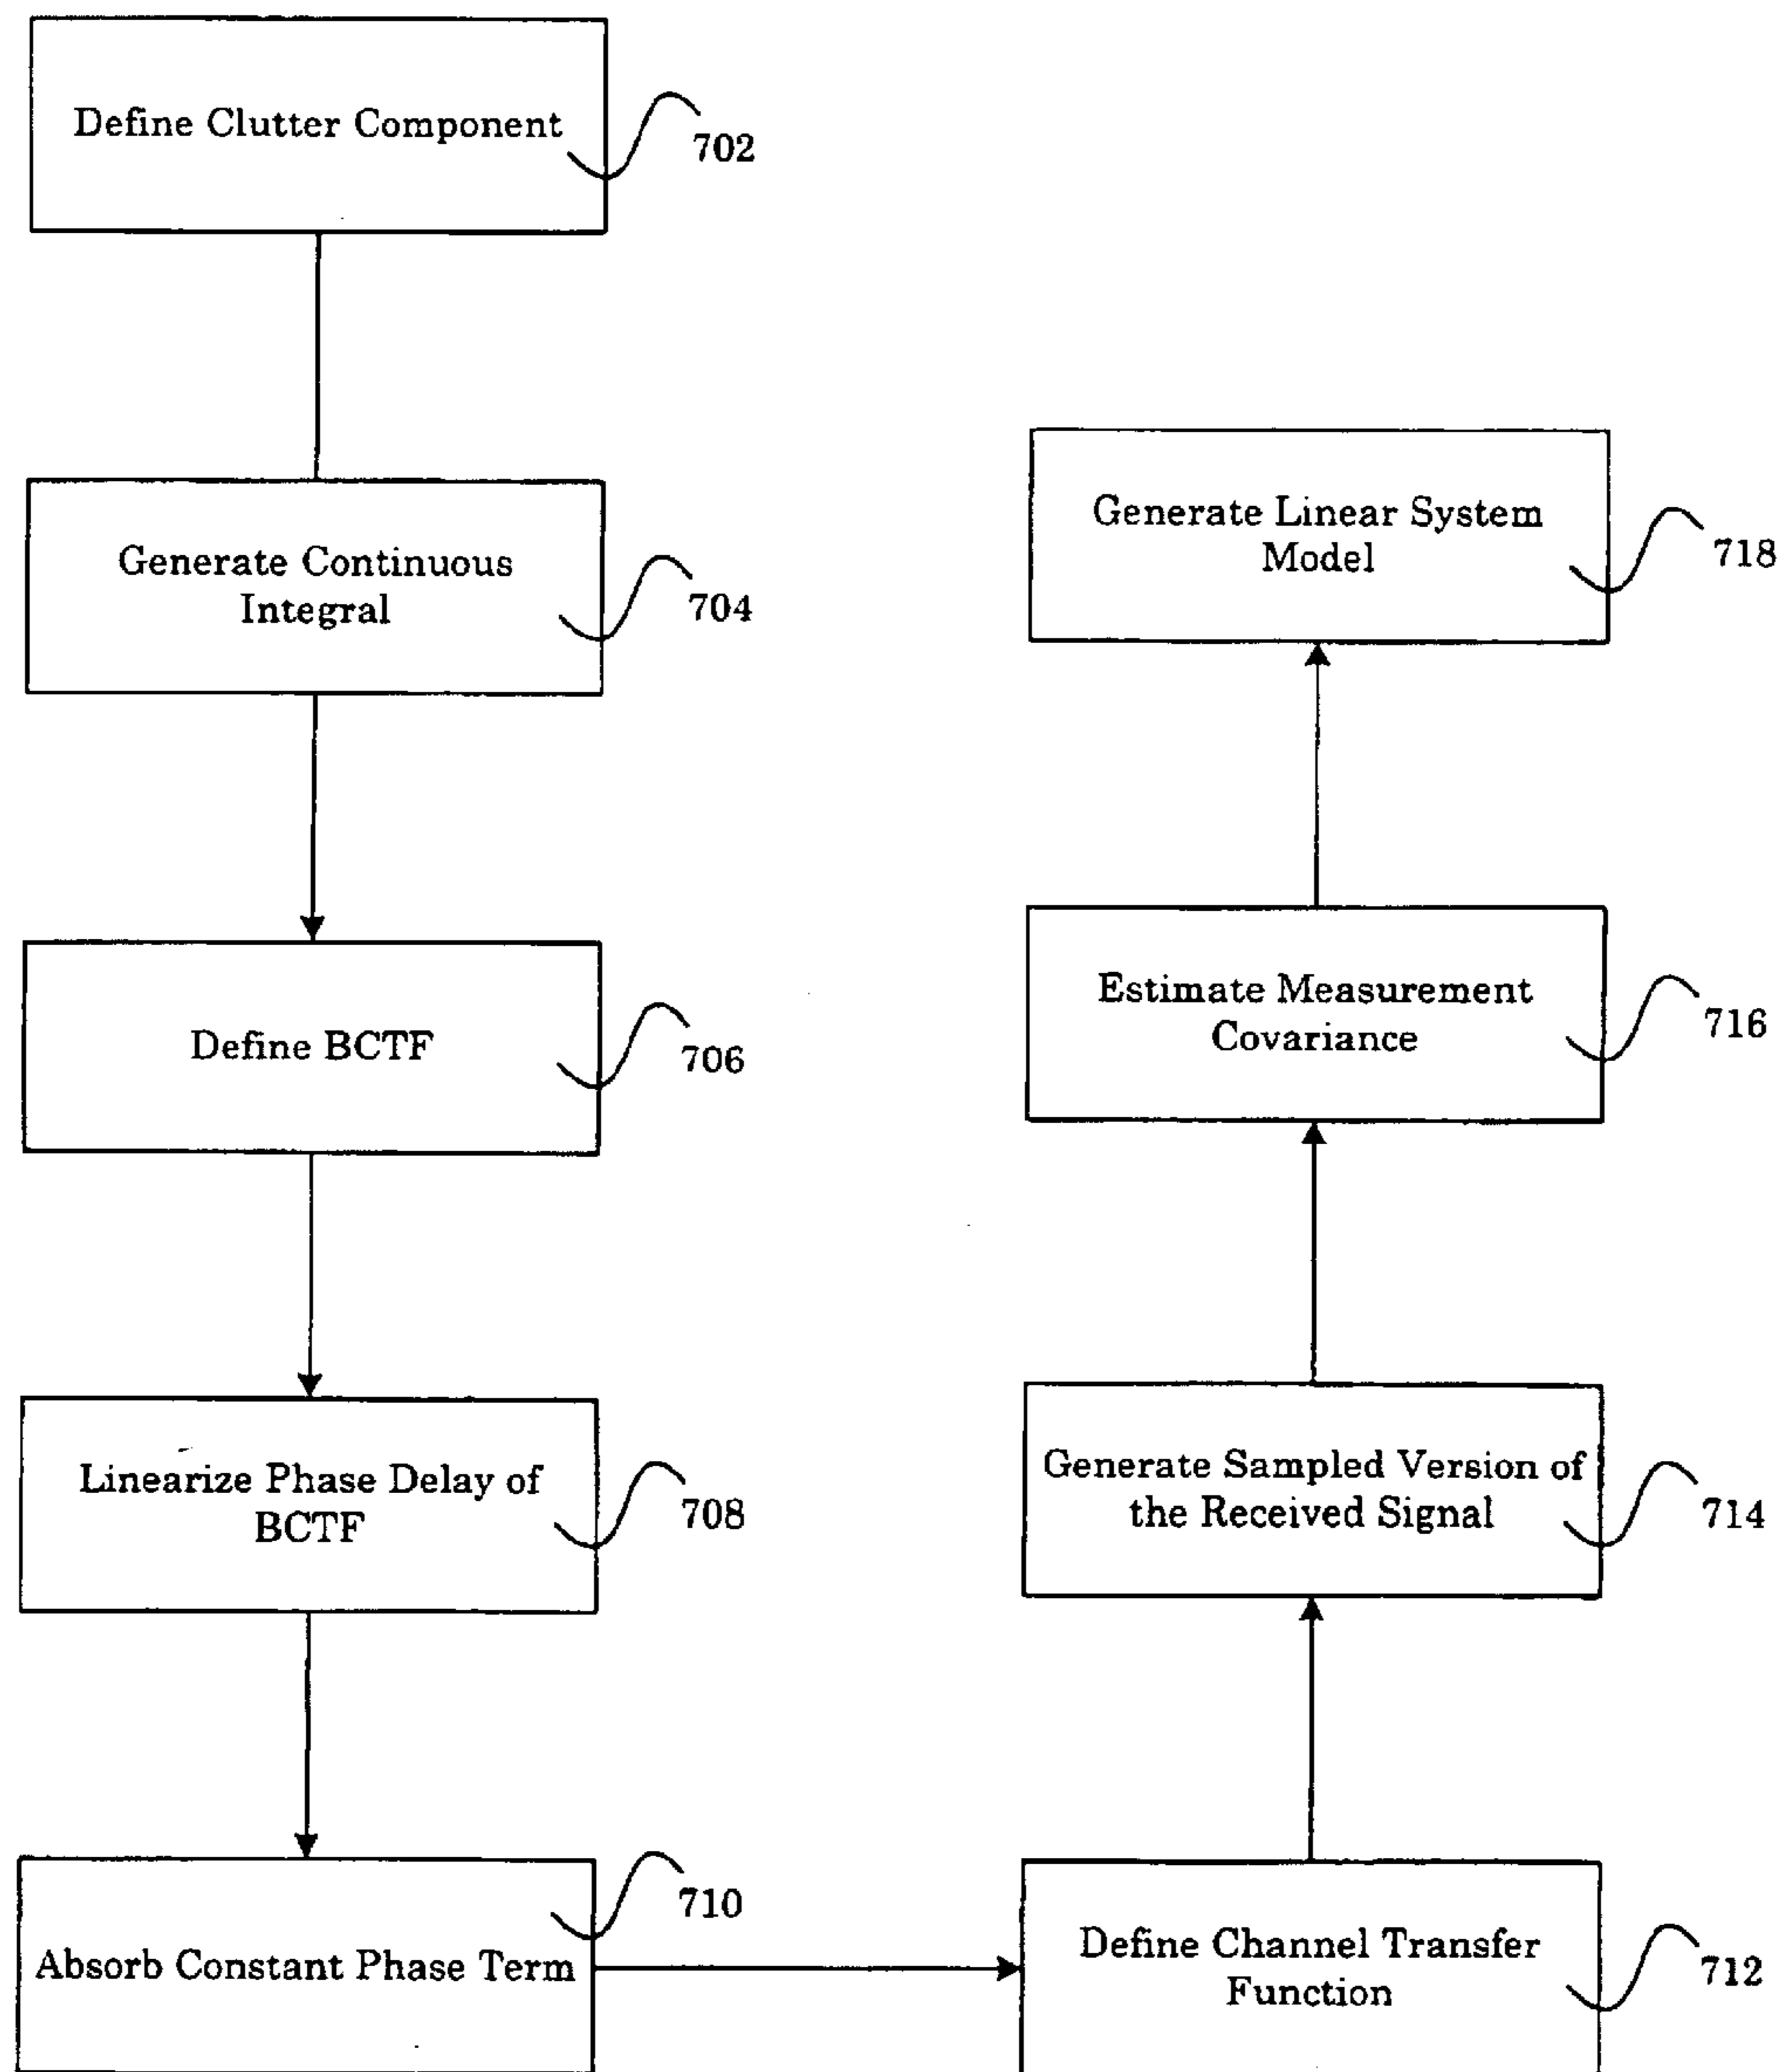 Define Clutter Component
702
Generate Continuous
Integral
704
Define BCTF
706
Linearize Phase Delay of
BCTF
708
Absorb Constant Phase Term
710
Define Channel Transfer
Function
712
Generate Sampled Version of
the Received Signal
714
Estimate Measurement
Covariance
716
Generate Linear System
Model
718